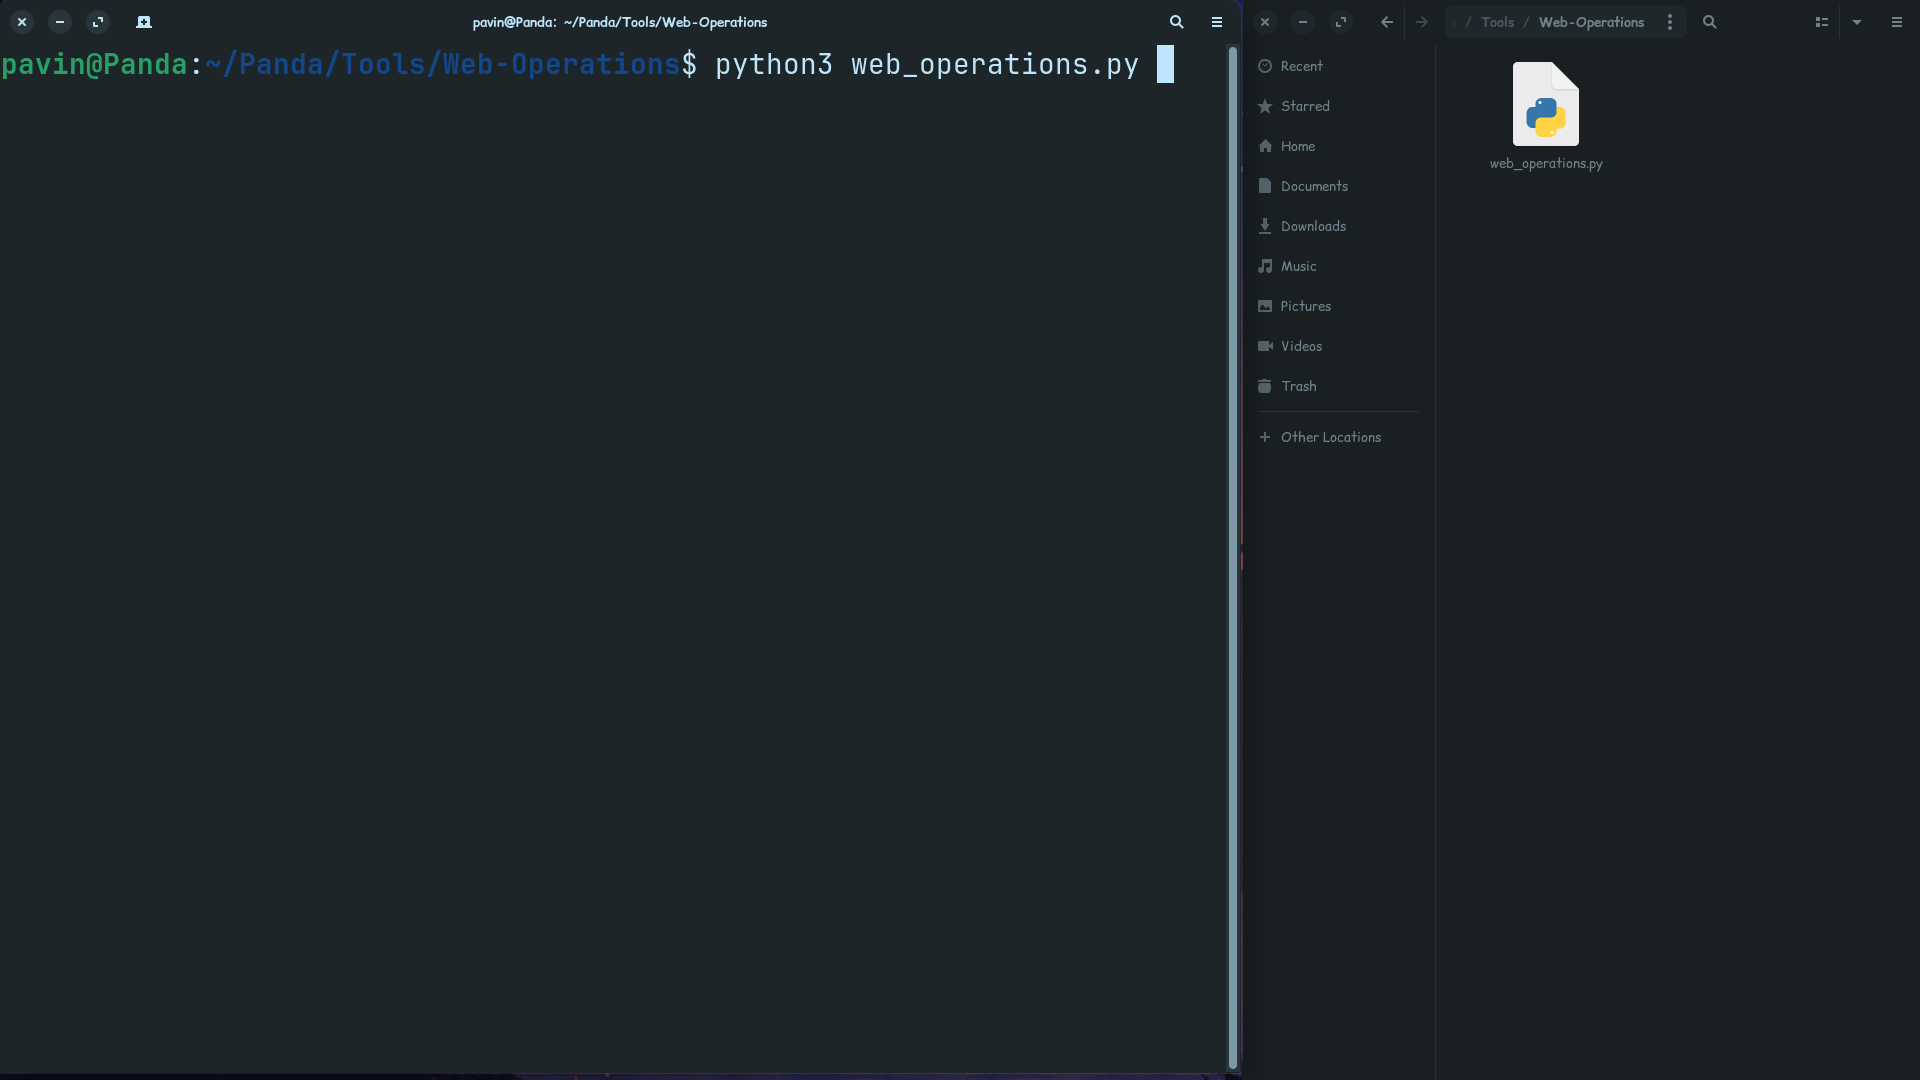 pavin@Panda: ~/Panda/Tools/Web-Operations
pavin@Panda:~/Panda/Tools/Web-Operations$ python3 web_operations.py
/ Tools / Web-Operations
Recent
Starred
Home
Documents
Downloads
Music
Pictures
Videos
Trash
Other Locations
web_operations.py